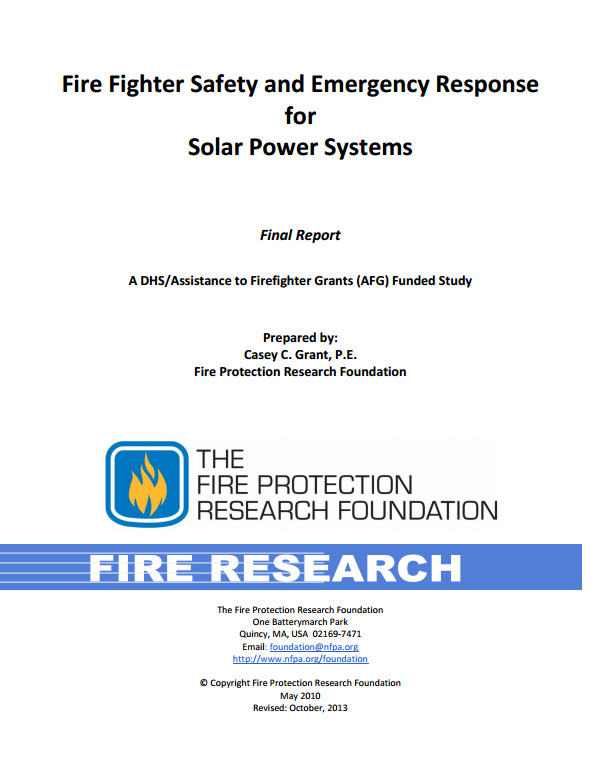 Fire Fighter Safety and Emergency Response
for
Solar Power Systems
Final Report
A DHS/Assistance to Firefighter Grants (AFG) Funded Study
Prepared by:
Casey C. Grant, P.E.
Fire Protection Research Foundation
THE
FIRE PROTECTION
RESEARCH FOUNDATION
FIRE RESEARCH
The Fire Protection Research Foundation
One Batterymarch Park
Quincy, MA, USA 02169-7471
Email: foundation@nfpa.org
http://www.nfpa.org/foundation
© Copyright Fire Protection Research Foundation
May 2010
Revised: October, 2013